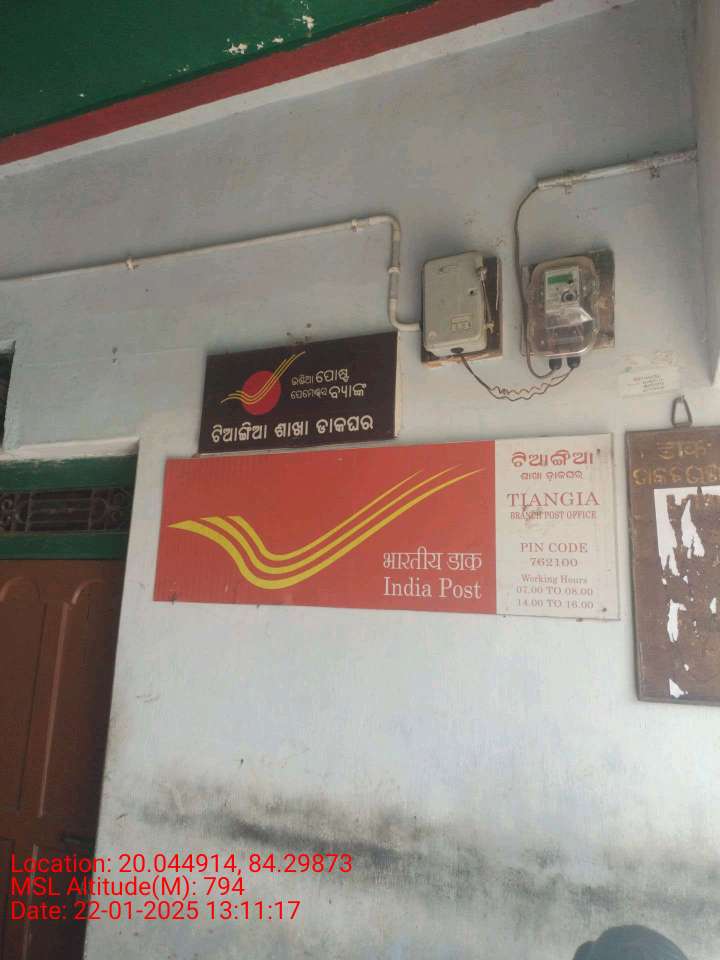 ଇଣ୍ଡିଆ ପୋଷ୍ଟ
ପେମେଣ୍ଟସ ବ୍ୟାଙ୍କ
ଟିଆଙ୍ଗିଆ ଶାଖା ଡାକଘର
भारतीय डाक
India Post
ଟିଆଙ୍ଗିଆ
ଶାଖା ଡ଼ାକଘର
TIANGIA
BRANCH POST OFFICE
PIN CODE
762100
Working Hours
07.00 TO 08.00
14.00 TO 16.00
Location: 20.044914, 84.29873
MSL Altitude(M): 794
Date: 22-01-2025 13:11:17